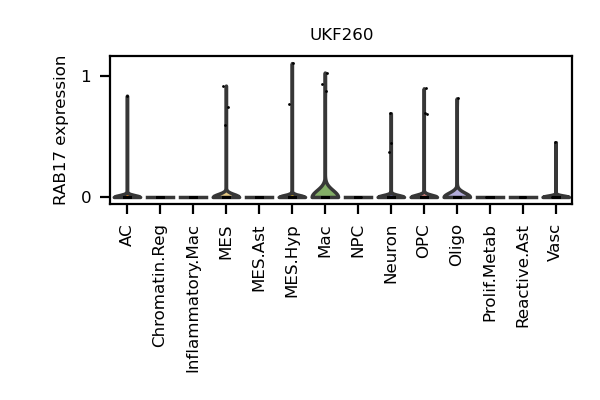 UKF260
RAB17 expression
1
0
AC
Chromatin.Reg
Inflammatory.Mac
MES
MES.Ast
MES.Hyp
Mac
NPC
Neuron
OPC
Oligo
Prolif.Metab
Reactive.Ast
Vasc